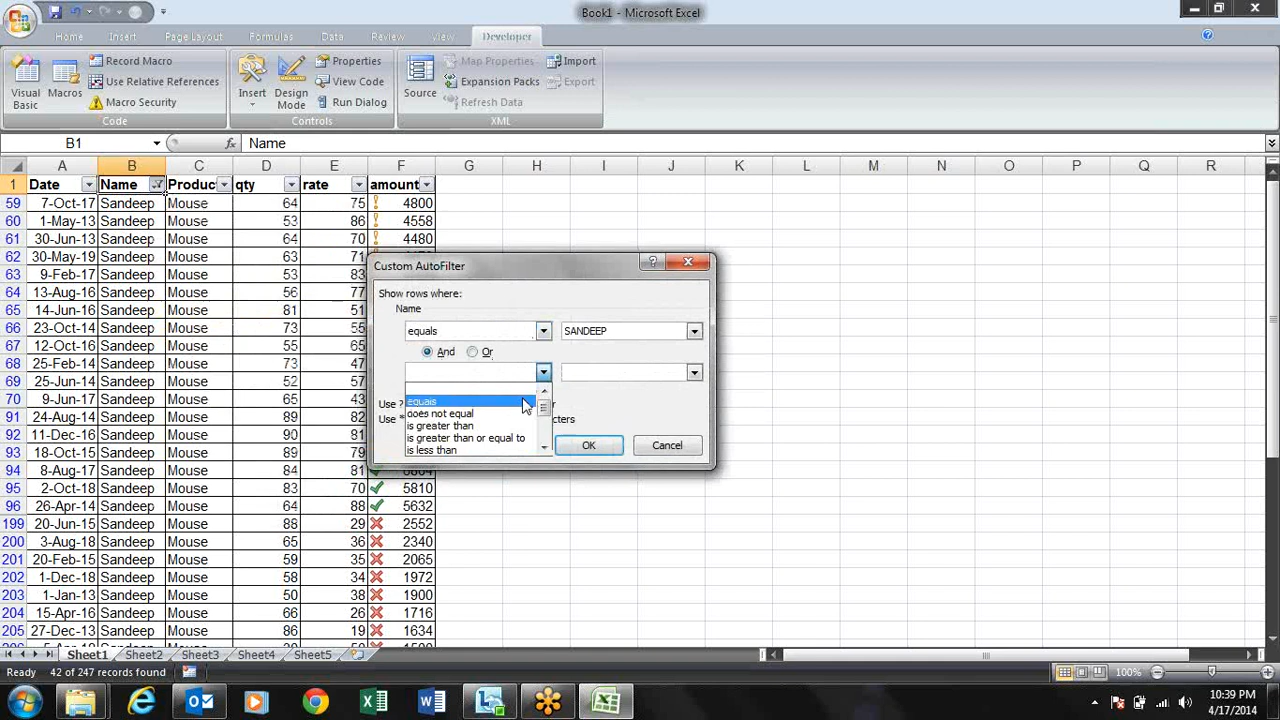 Book1 - Microsoft Excel
Home Insert Page Layout Formulas Data Review View Developer
Visual Basic
Macros
Record Macro
Use Relative References
Macro Security
Code
Insert
Design Mode
Properties
View Code
Run Dialog
Controls
Source
Map Properties
Expansion Packs
Refresh Data
Import
Export
XML
B1 fx Name
A B C D E F G H I J K L M N O P Q R
1 Date Name Produc qty rate amount
59 7-Oct-17 Sandeep Mouse 64 75 4800
60 1-May-13 Sandeep Mouse 53 86 4558
61 30-Jun-13 Sandeep Mouse 64 70 4480
62 30-May-19 Sandeep Mouse 63 71
63 9-Feb-17 Sandeep Mouse 53 83
64 13-Aug-16 Sandeep Mouse 56 77
65 14-Jun-16 Sandeep Mouse 81 51
66 23-Oct-14 Sandeep Mouse 73 55
67 12-Oct-16 Sandeep Mouse 55 65
68 28-Jun-14 Sandeep Mouse 73 47
69 25-Jun-14 Sandeep Mouse 52 57
70 9-Jun-17 Sandeep Mouse 65 43
91 24-Aug-14 Sandeep Mouse 89 82
92 11-Dec-16 Sandeep Mouse 90 81
93 18-Oct-15 Sandeep Mouse 89 79
94 8-Aug-17 Sandeep Mouse 84 81
95 2-Oct-18 Sandeep Mouse 83 70 5810
96 26-Apr-14 Sandeep Mouse 64 88 5632
199 20-Jun-15 Sandeep Mouse 88 29 2552
200 3-Aug-18 Sandeep Mouse 65 36 2340
201 20-Feb-15 Sandeep Mouse 59 35 2065
202 1-Dec-18 Sandeep Mouse 58 34 1972
203 1-Jan-13 Sandeep Mouse 50 38 1900
204 15-Apr-16 Sandeep Mouse 66 26 1716
205 27-Dec-13 Sandeep Mouse 86 19 1634
Custom AutoFilter
Show rows where:
Name
equals SANDEEP
And Or
equals
does not equal
is greater than
is greater than or equal to
is less than
Use ?
Use *
OK Cancel
Sheet1 Sheet2 Sheet3 Sheet4 Sheet5
Ready 42 of 247 records found 100%
10:39 PM
4/17/2014